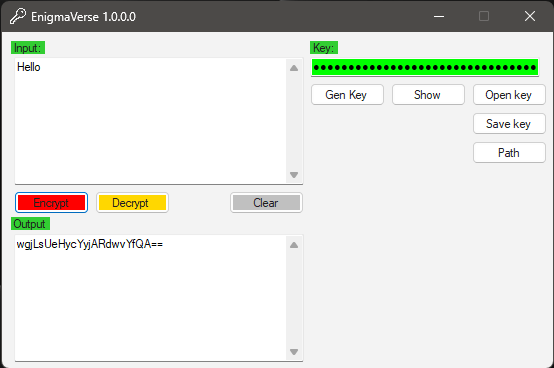 EnigmaVerse 1.0.0.0
Input:
Hello
Encrypt Decrypt Clear
Output
wgjLsUeHycYyjARdwvYfQA==
Key:
••••••••••••••••••••••••••••••••
Gen Key Show Open key
Save key
Path